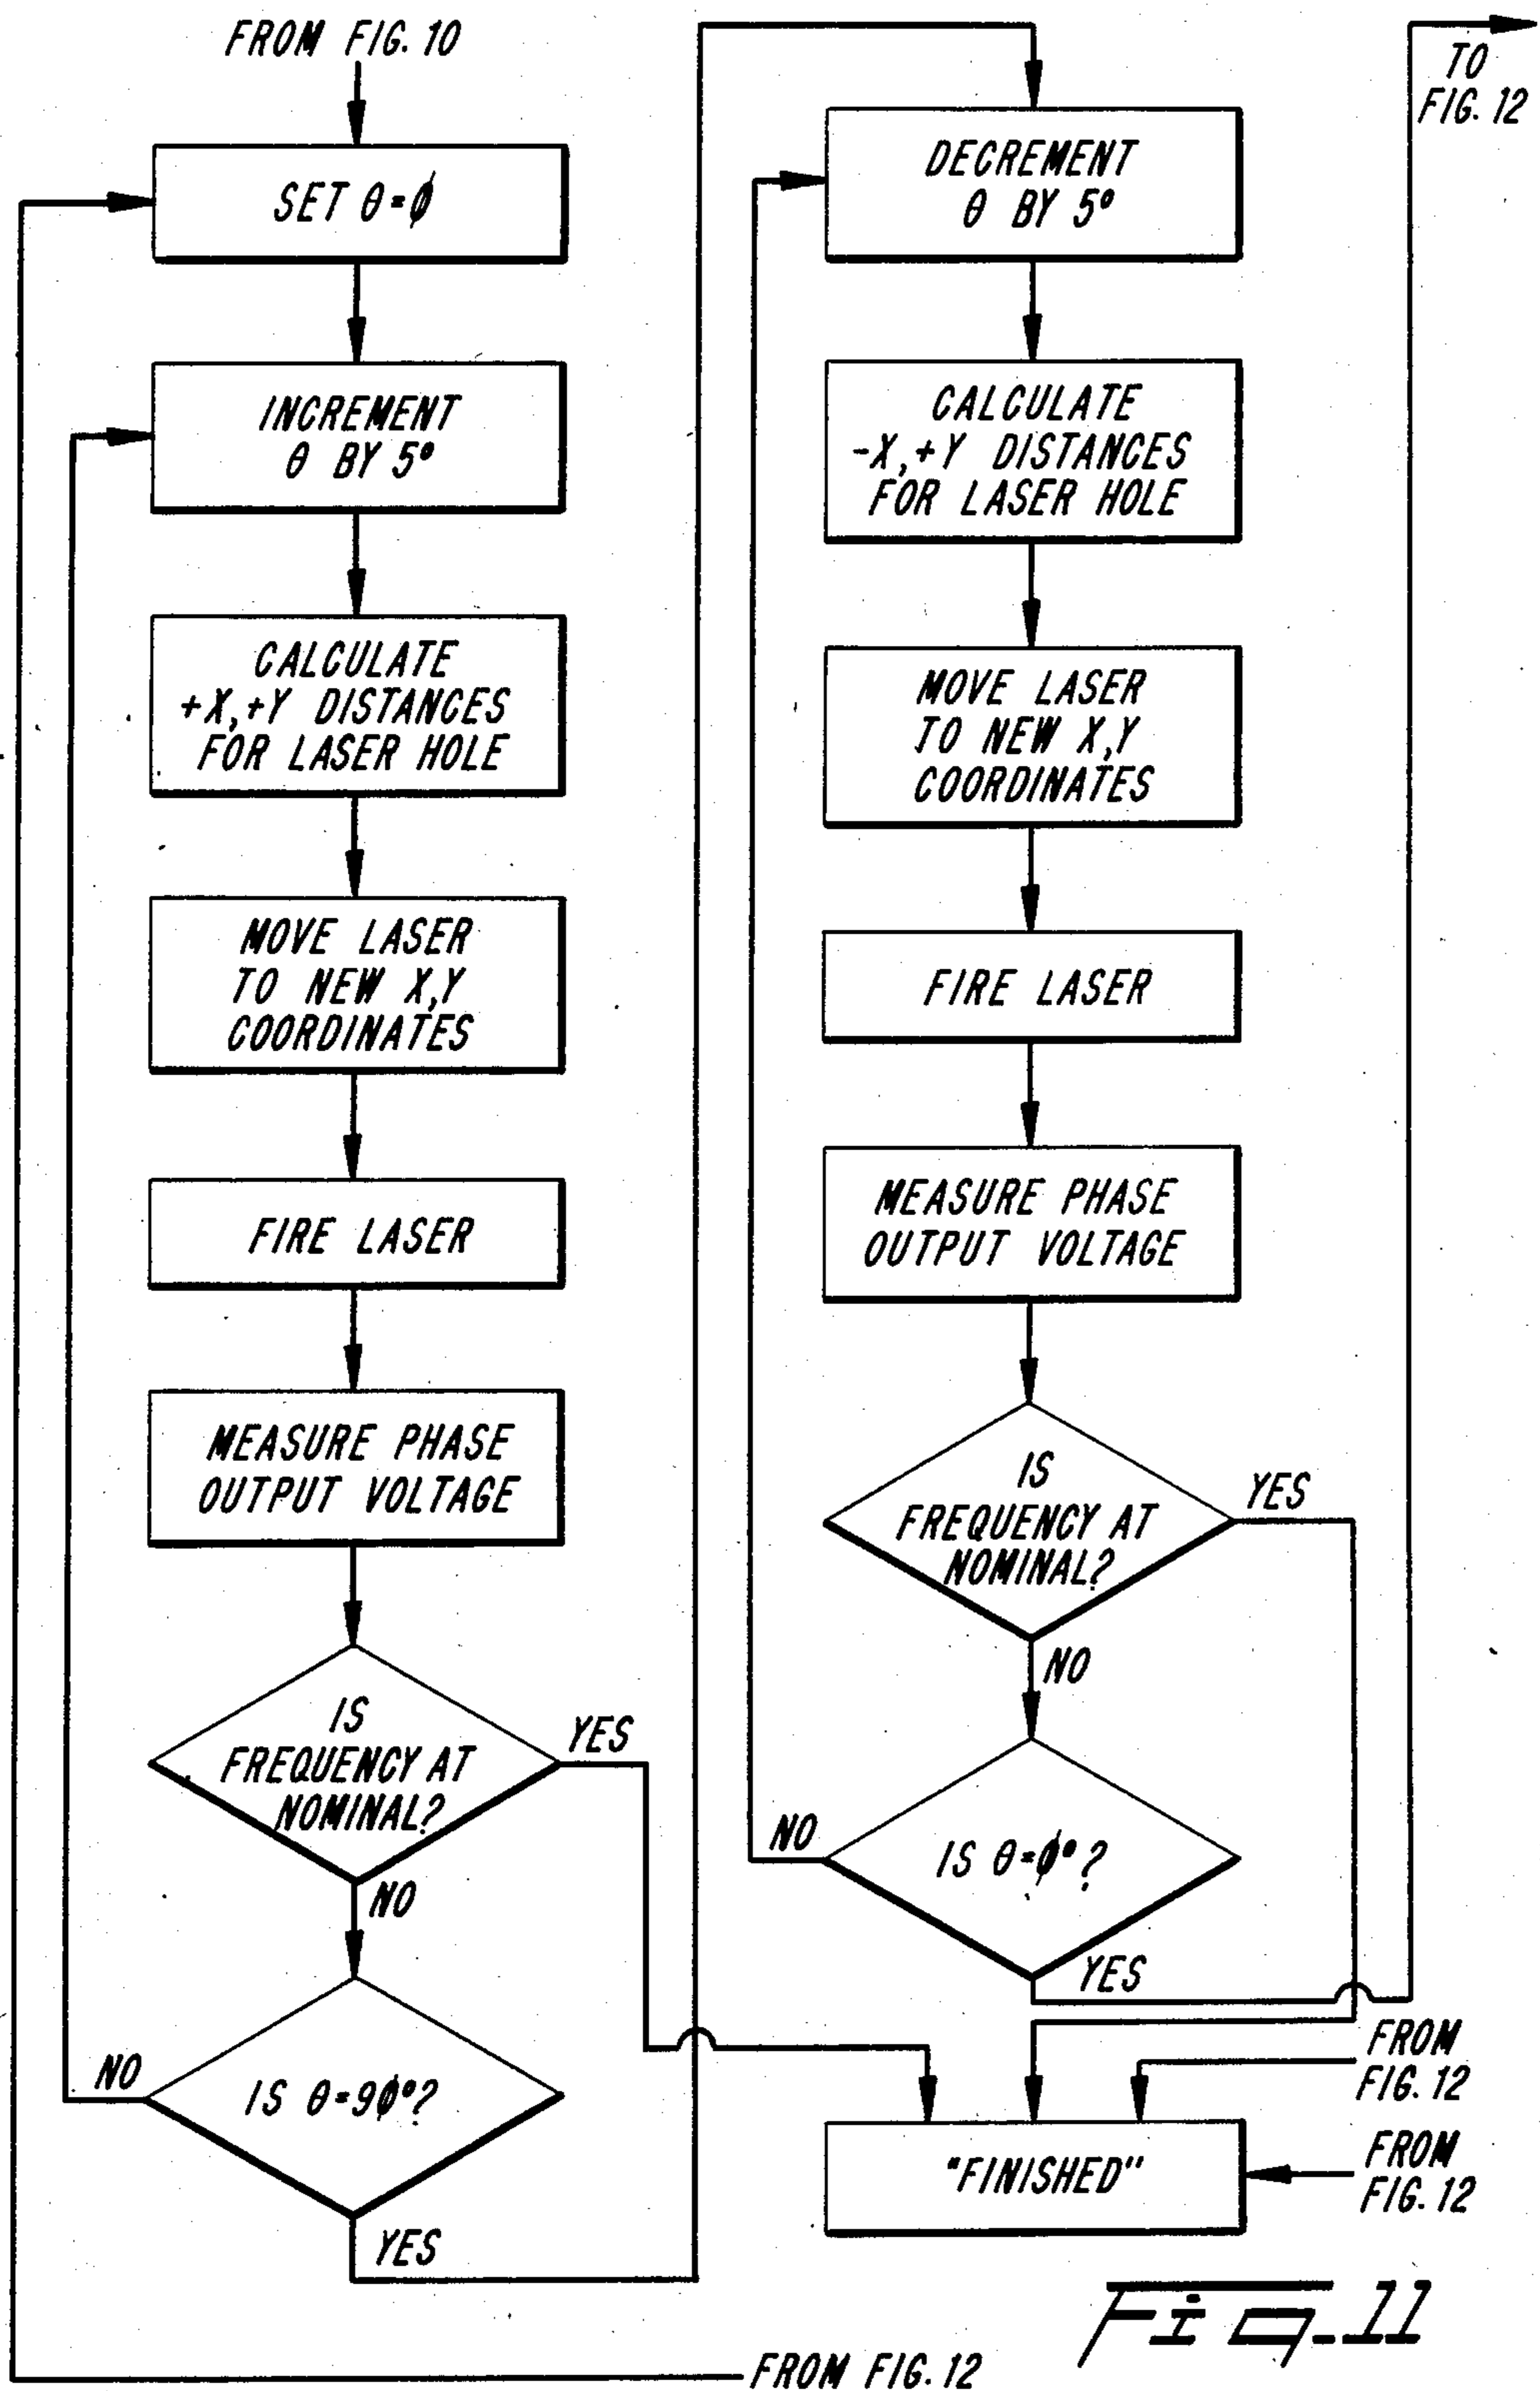 FROM FIG. 10
SET θ=ϕ
INCREMENT
θ BY 5°
CALCULATE
+X,+Y DISTANCES
FOR LASER HOLE
MOVE LASER
TO NEW X,Y
COORDINATES
FIRE LASER
MEASURE PHASE
OUTPUT VOLTAGE
IS
FREQUENCY AT
NOMINAL?
YES
NO
IS θ=9ϕ°?
NO
YES
DECREMENT
θ BY 5°
CALCULATE
-X,+Y DISTANCES
FOR LASER HOLE
MOVE LASER
TO NEW X,Y
COORDINATES
FIRE LASER
MEASURE PHASE
OUTPUT VOLTAGE
IS
FREQUENCY AT
NOMINAL?
YES
NO
IS θ=ϕ°?
NO
YES
TO
FIG. 12
FROM
FIG. 12
"FINISHED"
FROM
FIG. 12
FROM FIG. 12
Fig. 11